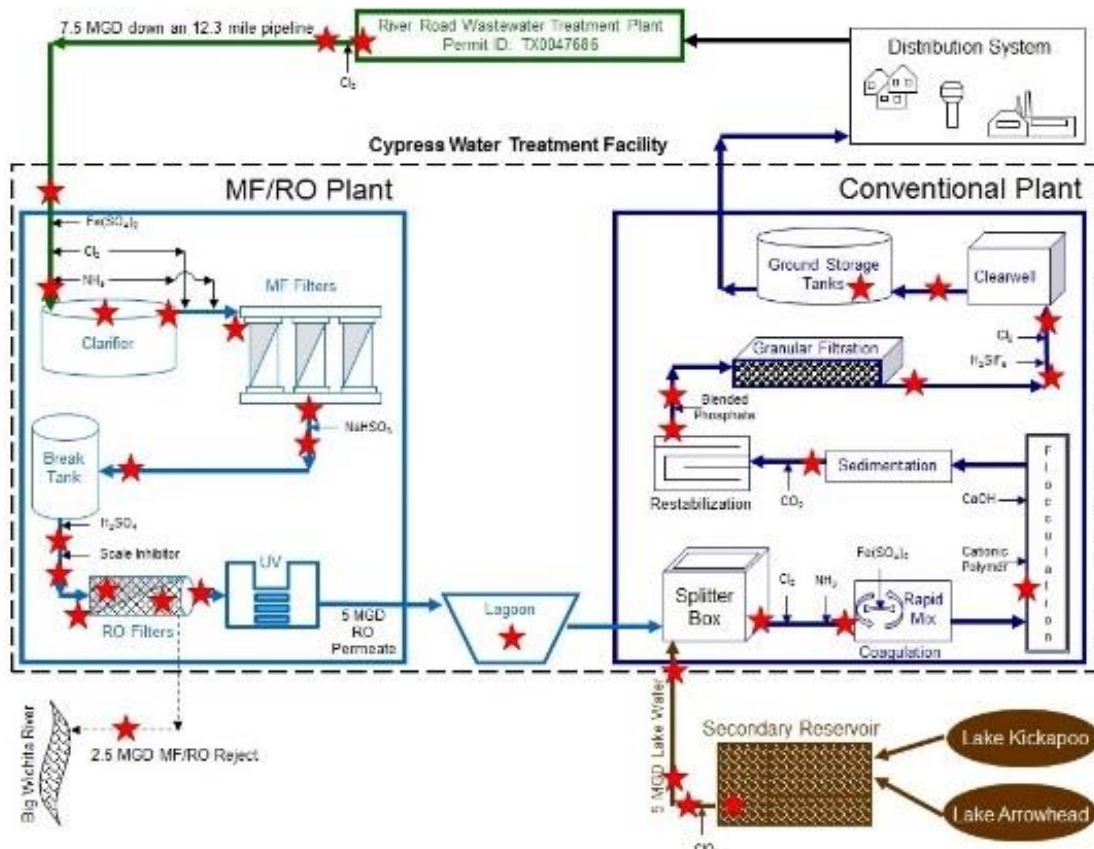 7.5 MGD down an 12.3 mile pipeline
River Road Wastewater Treatment Plant
Permit ID: TX0047686
Cl₂
Distribution System
Cypress Water Treatment Facility
MF/RO Plant
Fe(SO₄)₂
Cl₂
NH₃
Clarifier
MF Filters
NaHSO₃
Break
Tank
H₂SO₄
Scale Inhibitor
RO Filters
UV
5 MGD
RO
Permeate
Lagoon
2.5 MGD MF/RO Reject
Big Wichita River
Conventional Plant
Ground Storage
Tanks
Clearwell
Cl₂
H₂SiF₆
Granular Filtration
Blended
Phosphate
Restabilization
CO₂
Sedimentation
Flocculation
CaOH
Cationic
Polymer
Splitter
Box
Cl₂
NH₃
Fe(SO₄)₂
Rapid
Mix
Coagulation
5 MGD Lake Water
Secondary Reservoir
Lake Kickapoo
Lake Arrowhead